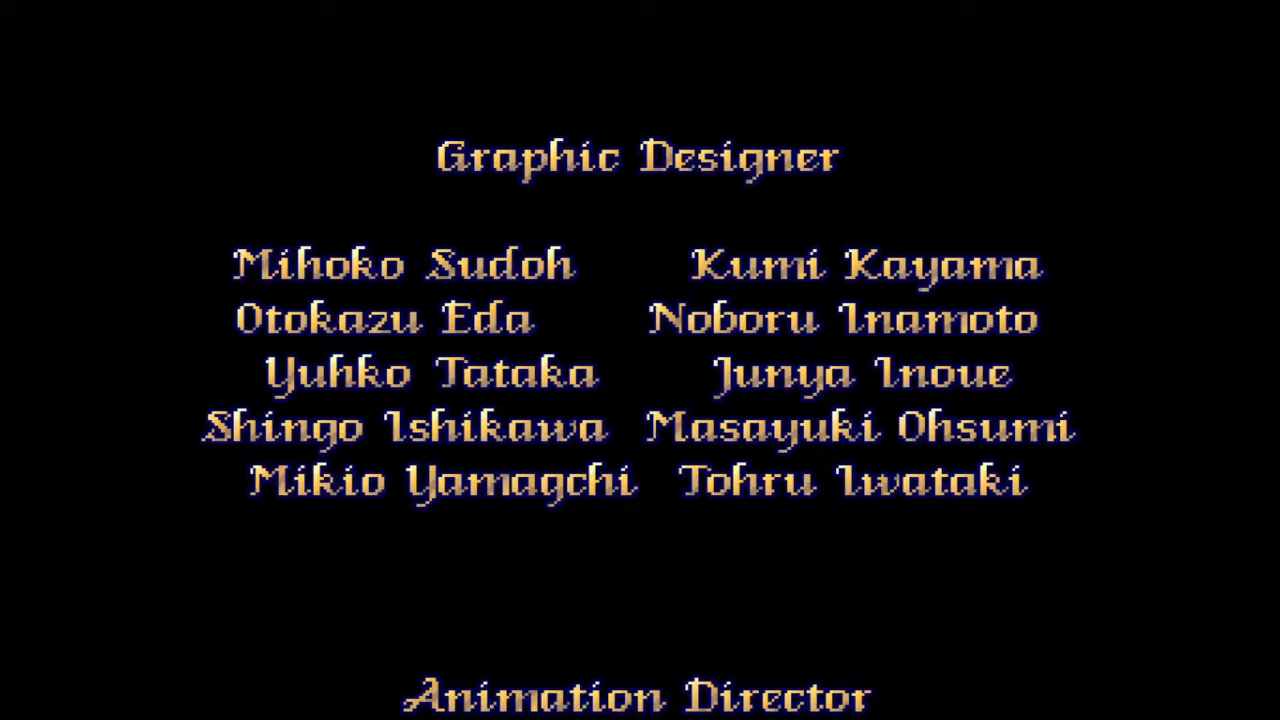 Graphic Designer
Mihoko Sudoh Kumi Kayama
Otokazu Eda Noboru Inamoto
Yuhko Tataka Junya Inoue
Shingo Ishikawa Masayuki Ohsumi
Mikio Yamagchi Tohru Iwataki
Animation Director